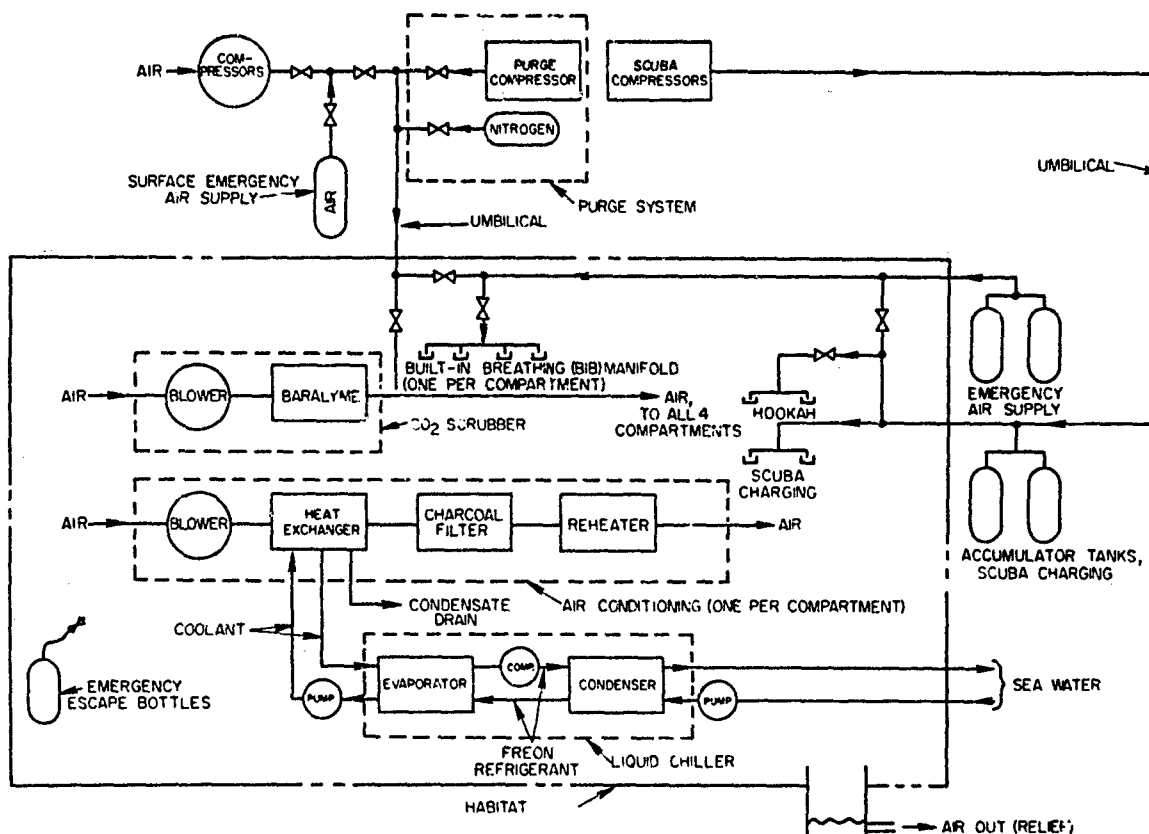 AIR
COM-
PRESSORS
PURGE
COMPRESSOR
SCUBA
COMPRESSORS
NITROGEN
SURFACE EMERGENCY
AIR SUPPLY
AIR
PURGE SYSTEM
UMBILICAL
UMBILICAL
BUILT-IN BREATHING (BIB) MANIFOLD
(ONE PER COMPARTMENT)
AIR
BLOWER
BARALYME
AIR,
TO ALL 4
COMPARTMENTS
CO2 SCRUBBER
HOOKAH
EMERGENCY
AIR SUPPLY
SCUBA
CHARGING
AIR
BLOWER
HEAT
EXCHANGER
CHARCOAL
FILTER
REHEATER
AIR
ACCUMULATOR TANKS,
SCUBA CHARGING
CONDENSATE
DRAIN
AIR CONDITIONING (ONE PER COMPARTMENT)
COOLANT
EMERGENCY
ESCAPE BOTTLES
PUMP
EVAPORATOR
COMP.
CONDENSER
PUMP
SEA WATER
FREON
REFRIGERANT
LIQUID CHILLER
HABITAT
AIR OUT (RELIEF)